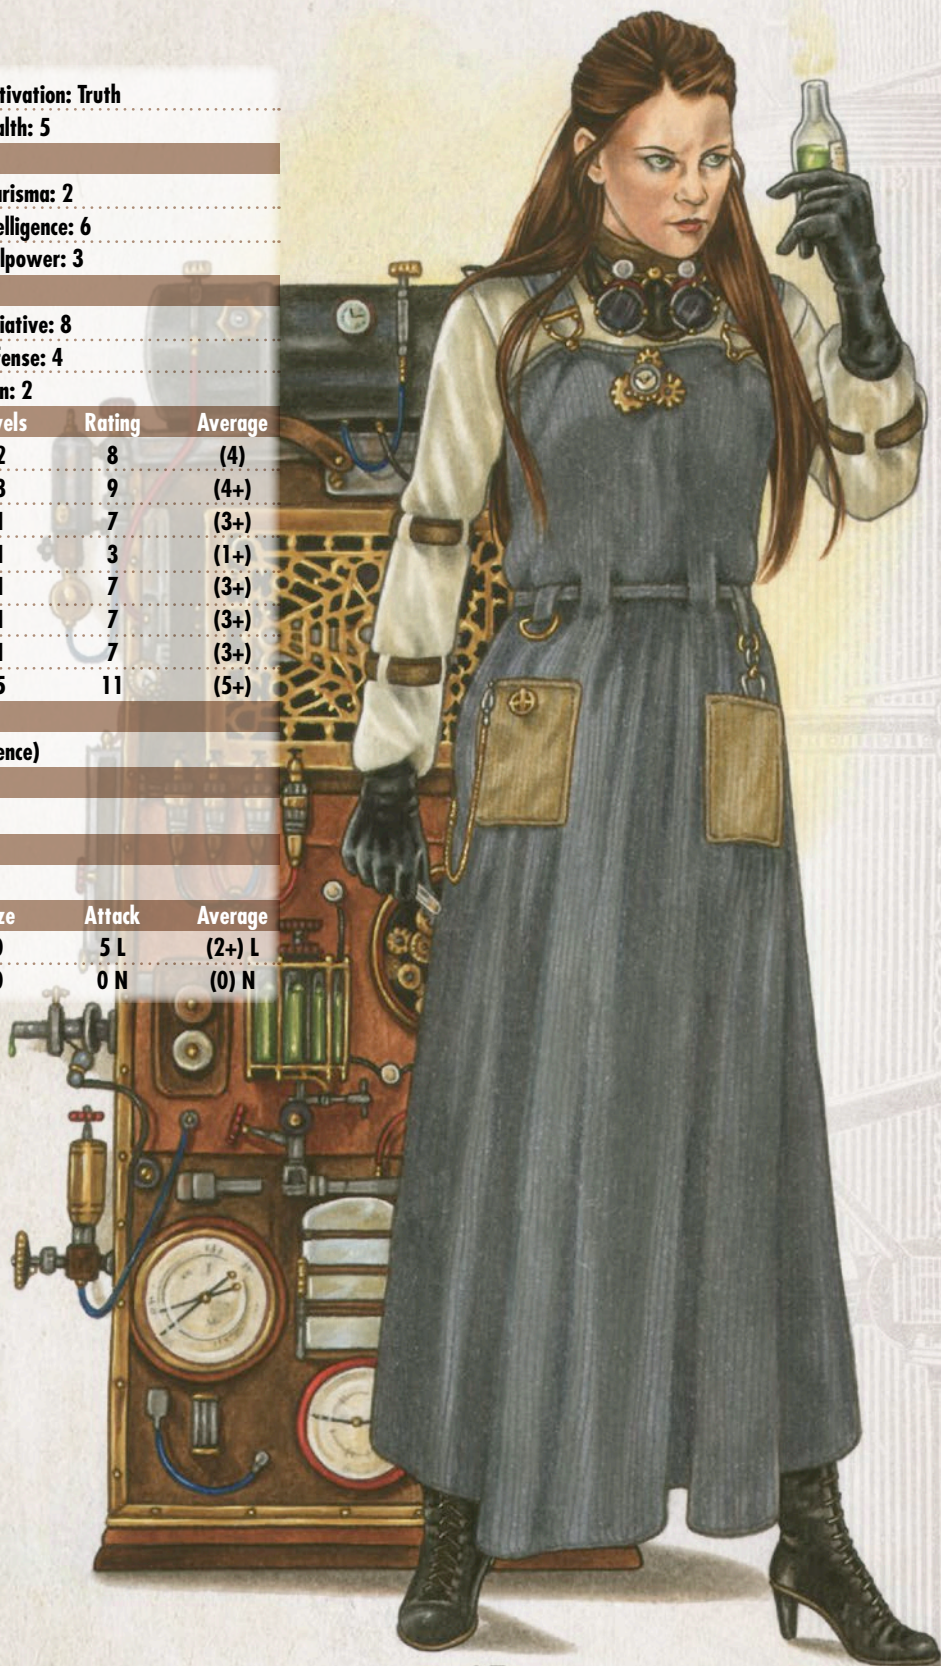 tivation: Truth
alth: 5
arisma: 2
elligence: 6
lpower: 3
iative: 8
ense: 4
n: 2
vels Rating Average
2 8 (4)
3 9 (4+)
1 7 (3+)
1 3 (1+)
1 7 (3+)
1 7 (3+)
1 7 (3+)
5 11 (5+)
ence)
ze Attack Average
0 5 L (2+) L
0 0 N (0) N